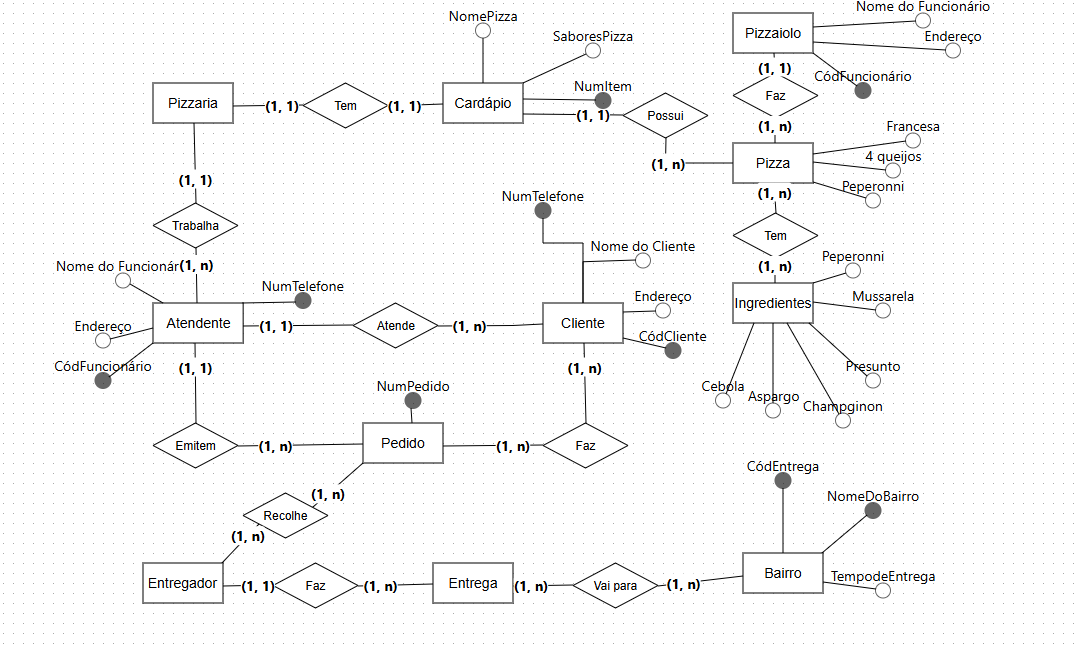 Nome do Funcionário
NomePizza
Pizzaiolo
Endereço
SaboresPizza
(1, 1)
CódFuncionário
NumItem
Pizzaria
(1, 1)
Tem
(1, 1)
Cardápio
Faz
(1, 1)
Possui
(1, n)
Francesa
4 queijos
(1, n)
Pizza
Peperonni
(1, 1)
(1, n)
NumTelefone
Trabalha
Tem
Nome do Cliente
Peperonni
Nome do Funcionár(1, n)
(1, n)
NumTelefone
Endereço
Mussarela
Ingredientes
Endereço
Atendente
(1, 1)
Atende
(1, n)
Cliente
CódCliente
CódFuncionário
(1, 1)
(1, n)
Presunto
NumPedido
Cebola
Aspargo
Champginon
Emitem
(1, n)
Pedido
(1, n)
Faz
CódEntrega
(1, n)
NomeDoBairro
Recolhe
(1, n)
Entregador
(1, 1)
Faz
(1, n)
Entrega
(1, n)
Vai para
(1, n)
Bairro
TempodeEntrega